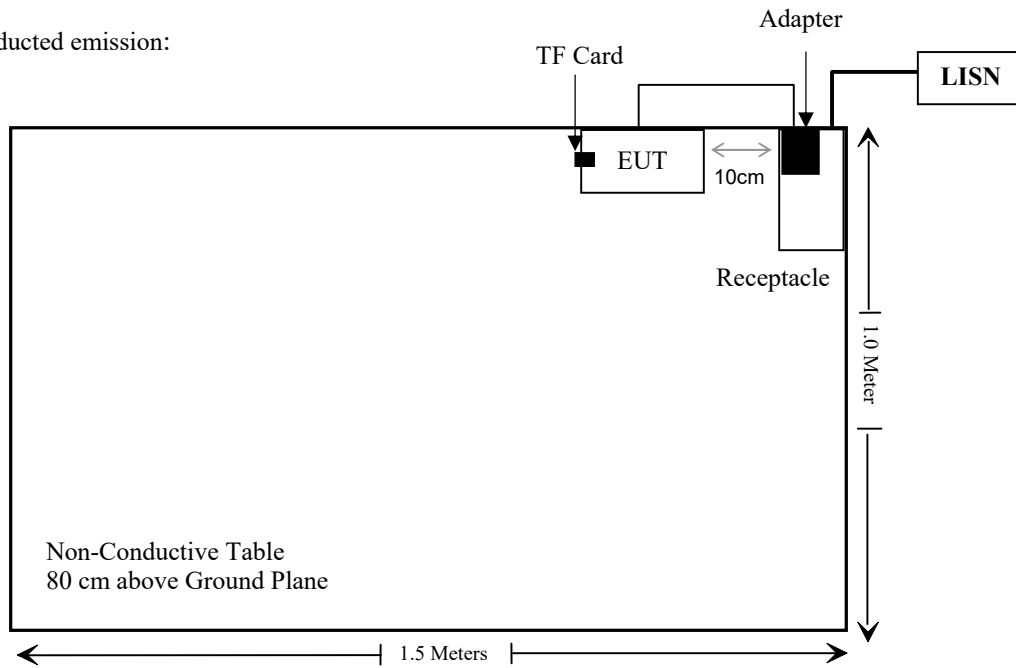 ducted emission:
Adapter
TF Card
LISN
EUT
10cm
Receptacle
1.0 Meter
Non-Conductive Table
80 cm above Ground Plane
1.5 Meters